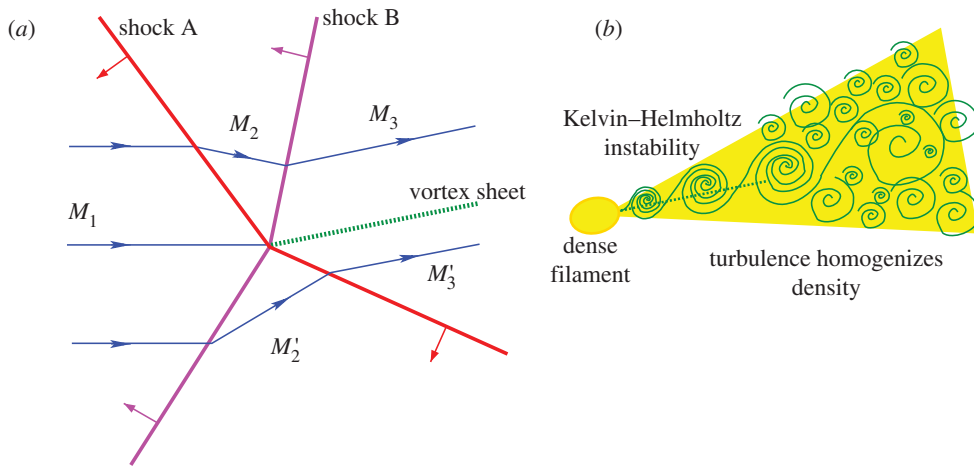 (a)
shock A
shock B
M₂
M₃
vortex sheet
M₁
M′₃
M′₂
(b)
Kelvin–Helmholtz
instability
dense
filament
turbulence homogenizes
density